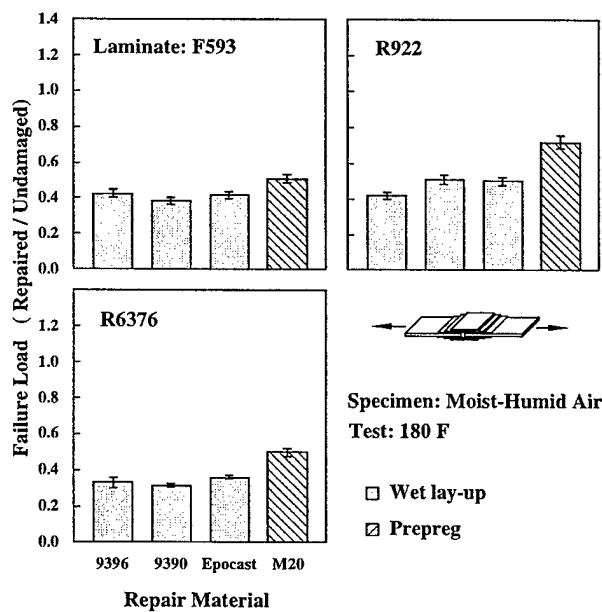 Failure Load ( Repaired / Undamaged)
1.4
1.2
1.0
0.8
0.6
0.4
0.2
0.0
Laminate: F593
R922
1.2
1.0
0.8
0.6
0.4
0.2
0.0
R6376
9396 9390 Epocast M20
Repair Material
Specimen: Moist-Humid Air
Test: 180 F
Wet lay-up
Prepreg